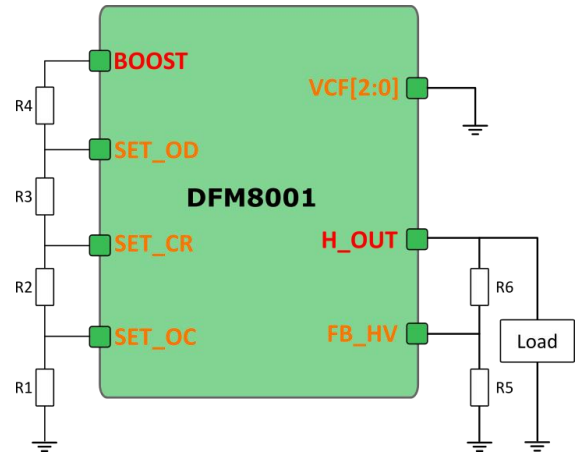 BOOST
VCF[2:0]
R4
SET_OD
R3
DFM8001
SET_CR
H_OUT
R2
R6
SET_OC
FB_HV
Load
R1
R5